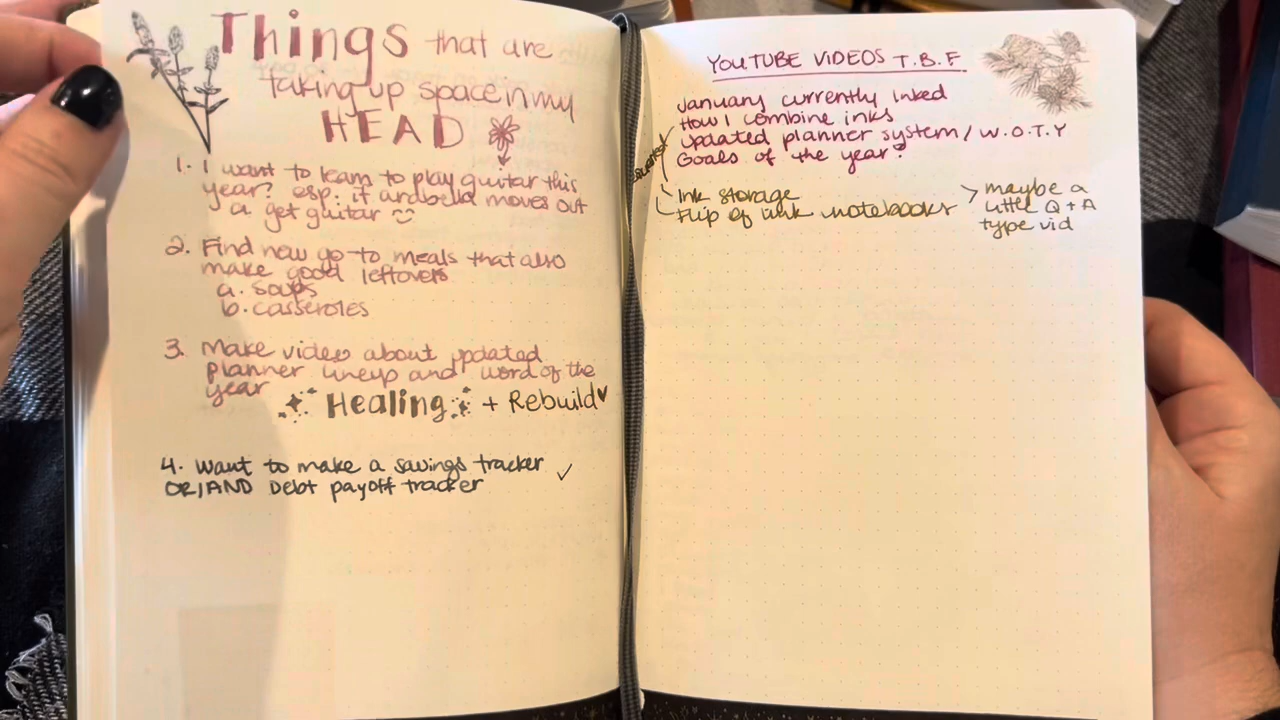 Things that are
taking up space in my
HEAD
1. I want to learn to play guitar this
year? esp. if arabella moves out
a. get guitar
2. Find new go-to meals that also
make good leftovers
a. soups
b. casseroles
3. Make video about updated
planner lineup and word of the
year
Healing + Rebuild
4. Want to make a savings tracker ✓
OR/AND Debt payoff tracker
YOUTUBE VIDEOS T.B.F
January currently inked
How I combine inks
Updated planner system / W.O.T.Y
Goals of the year?
Ink storage
Flip of ink notebooks
maybe a
little Q + A
type vid